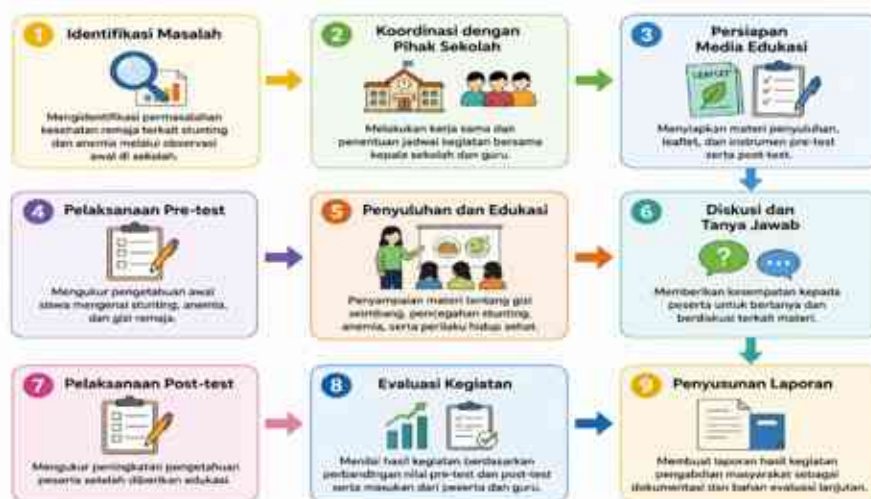 1 Identifikasi Masalah
Mengidentifikasi permasalahan
kesehatan remaja terkait stunting
dan anemia melalui observasi
awal di sekolah.
2 Koordinasi dengan
Pihak Sekolah
Melakukan kerja sama dan
penentuan jadwal kegiatan bersama
kepala sekolah dan guru.
3 Persiapan
Media Edukasi
LEAFLET
Menyiapkan materi penyuluhan,
leaflet, dan instrumen pre-test
serta post-test.
4 Pelaksanaan Pre-test
Mengukur pengetahuan awal
siswa mengenai stunting, anemia,
dan gizi remaja.
5 Penyuluhan dan Edukasi
Penyampaian materi tentang gizi
seimbang, pencegahan stunting,
anemia, serta perilaku hidup sehat.
6 Diskusi dan
Tanya Jawab
?
Memberikan kesempatan kepada
peserta untuk bertanya dan
berdiskusi terkait materi.
7 Pelaksanaan Post-test
Mengukur peningkatan pengetahuan
peserta setelah diberikan edukasi.
8 Evaluasi Kegiatan
Menilai hasil kegiatan berdasarkan
perbandingan nilai pre-test dan post-test
serta masukan dari peserta dan guru.
9 Penyusunan Laporan
Membuat laporan hasil kegiatan
pengabdian masyarakat sebagai
dokumentasi dan bahan evaluasi lanjutan.